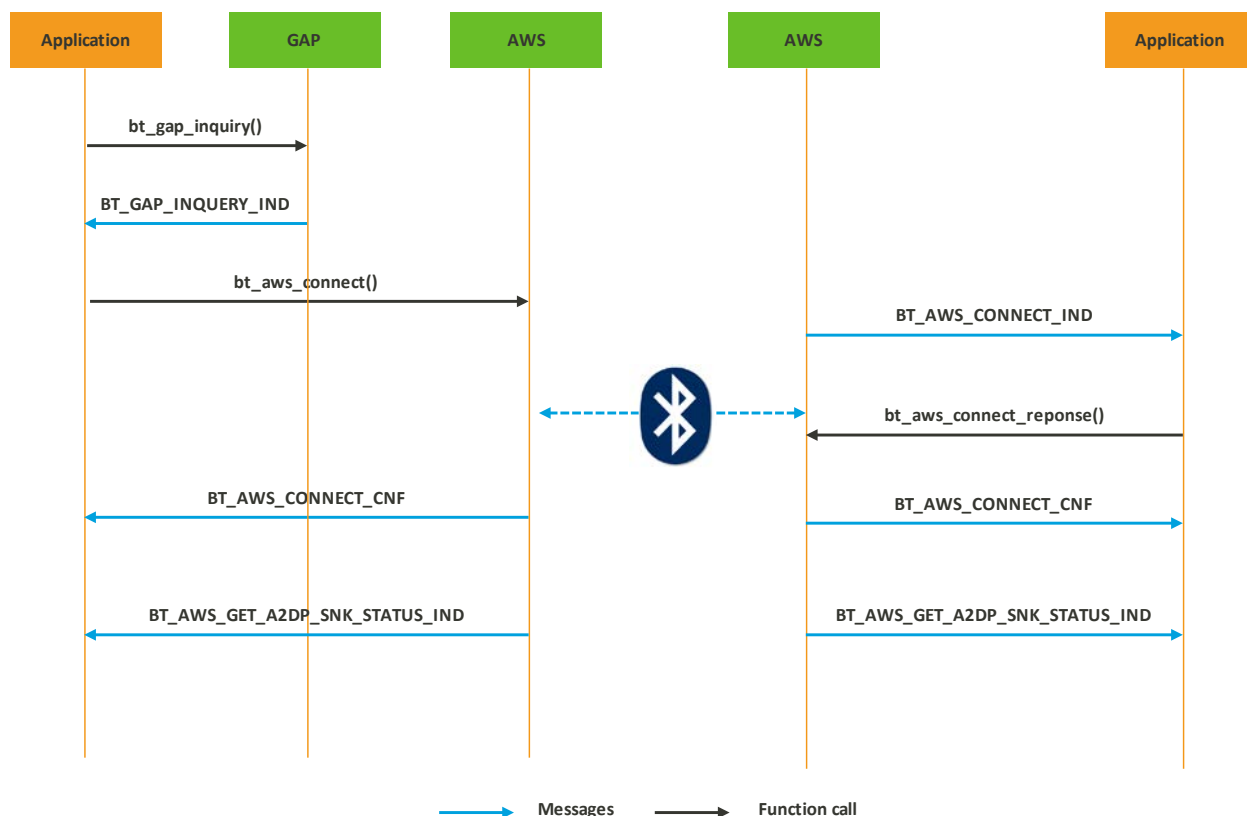 Application
GAP
AWS
AWS
Application
bt_gap_inquiry()
BT_GAP_INQUERY_IND
bt_aws_connect()
BT_AWS_CONNECT_IND
bt_aws_connect_reponse()
BT_AWS_CONNECT_CNF
BT_AWS_CONNECT_CNF
BT_AWS_GET_A2DP_SNK_STATUS_IND
BT_AWS_GET_A2DP_SNK_STATUS_IND
Messages
Function call